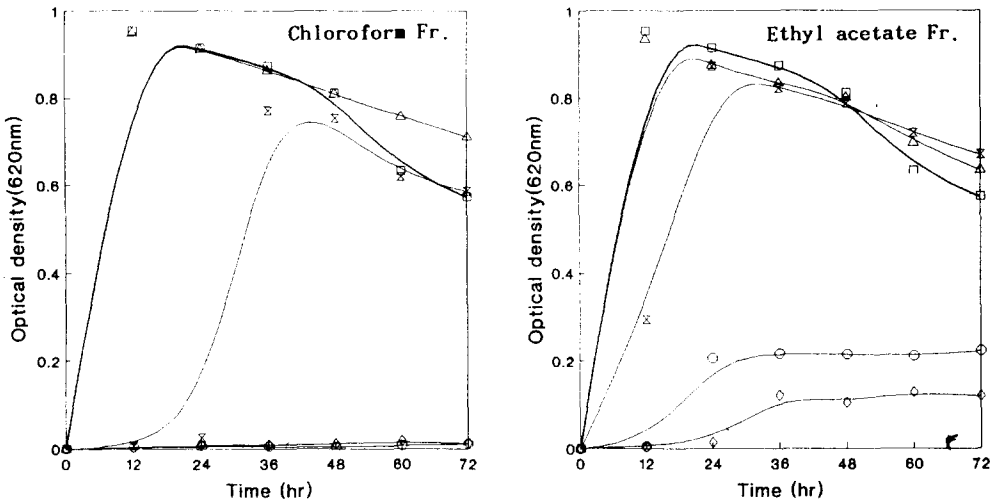 Chloroform Fr.
Optical density(620nm)
1
0.8
0.6
0.4
0.2
0
0 12 24 36 48 60 72
Time (hr)
Ethyl acetate Fr.
Optical density(620nm)
1
0.8
0.6
0.4
0.2
0
0 12 24 36 48 60 72
Time (hr)